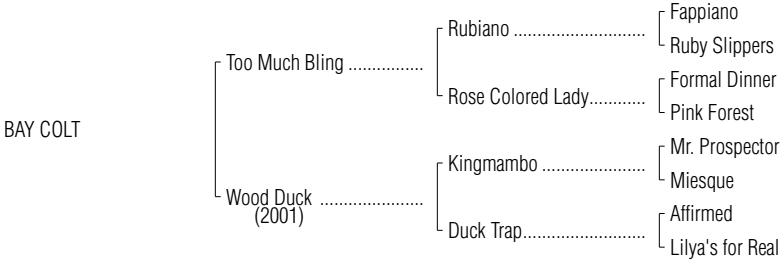 Fappiano
Rubiano ............................
Ruby Slippers
Too Much Bling ................
Formal Dinner
Rose Colored Lady............
Pink Forest
BAY COLT
Mr. Prospector
Kingmambo ......................
Miesque
Wood Duck ......................
(2001)
Affirmed
Duck Trap..........................
Lilya's for Real